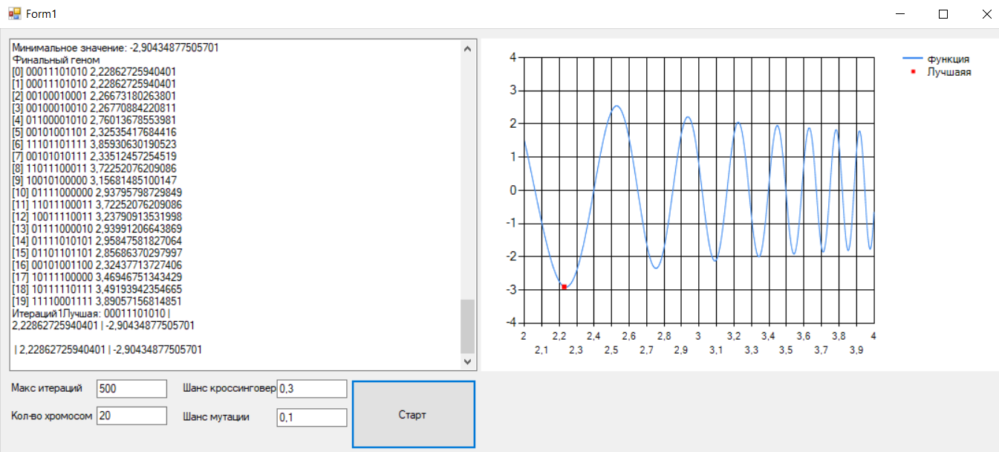 Form1
Минимальное значение: -2,90434877505701
Финальный геном
[0] 00011101010 2,22862725940401
[1] 00011101010 2,22862725940401
[2] 00100010001 2,26673180263801
[3] 00100010010 2,26770884220811
[4] 01100001010 2,76013678553981
[5] 00101001101 2,32535417684416
[6] 11101101111 3,85930630190523
[7] 00101010111 2,33512457254519
[8] 11011100011 3,72252076209086
[9] 10010100000 3,15681485100147
[10] 01111000000 2,93795798729849
[11] 11011100011 3,72252076209086
[12] 10011110011 3,23790913531998
[13] 01111000010 2,93991206643869
[14] 01111010101 2,95847581827064
[15] 01101101101 2,85686370297997
[16] 00101001100 2,32437713727406
[17] 10111100000 3,46946751343429
[18] 10111110111 3,49193942354665
[19] 11110001111 3,89057156814851
Итераций1Лучшая: 00011101010 |
2,22862725940401 | -2,90434877505701
| 2,22862725940401 | -2,90434877505701
4
3
2
1
0
-1
-2
-3
-4
2 2,2 2,4 2,6 2,8 3 3,2 3,4 3,6 3,8 4
2,1 2,3 2,5 2,7 2,9 3,1 3,3 3,5 3,7 3,9
Функция
Лучшаяя
Макс итераций 500 Шанс кроссинговер 0,3
Кол-во хромосом 20 Шанс мутации 0,1
Старт